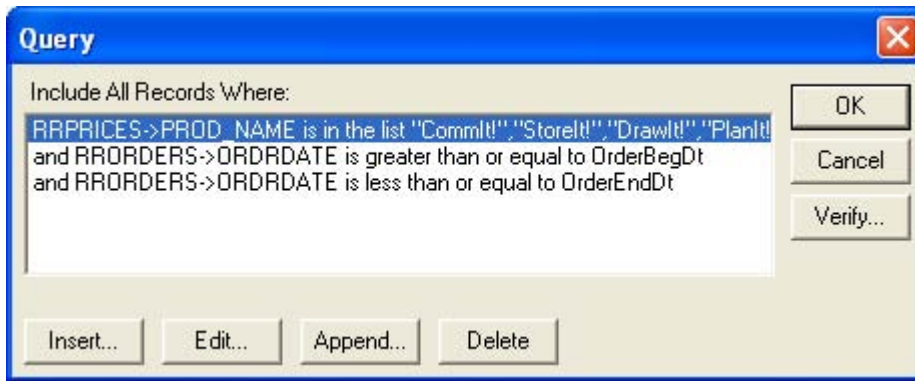 Query
Include All Records Where:
RRPRICES->PROD_NAME is in the list "CommIt!","StoreIt!","DrawIt!","PlanIt!
and RRORDERS->ORDRDATE is greater than or equal to OrderBegDt
and RRORDERS->ORDRDATE is less than or equal to OrderEndDt
OK
Cancel
Verify...
Insert... Edit... Append... Delete